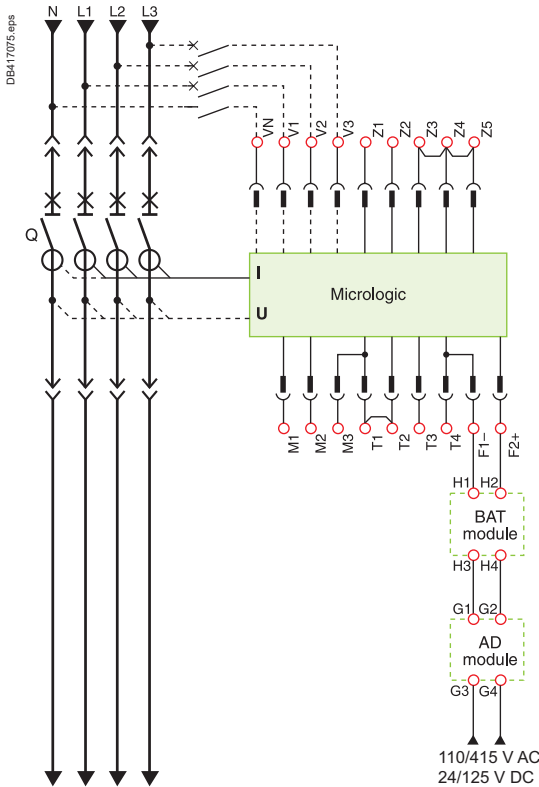 DB417075.eps
N L1 L2 L3
VN V1 V2 V3 Z1 Z2 Z3 Z4 Z5
Q
I
Micrologic
U
M1 M2 M3 T1 T2 T3 T4 F1– F2+
H1 H2
BAT
module
H3 H4
G1 G2
AD
module
G3 G4
110/415 V AC
24/125 V DC